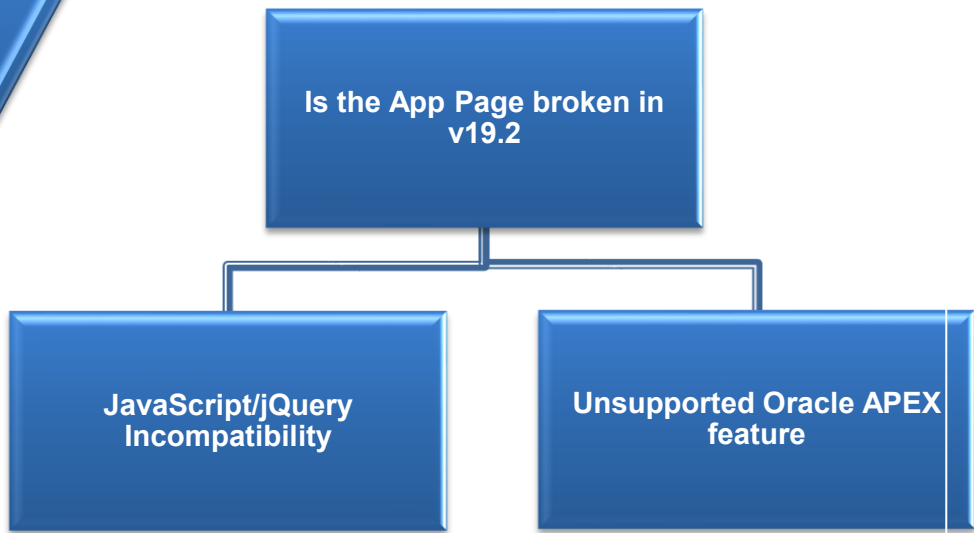 Is the App Page broken in
v19.2
JavaScript/jQuery
Incompatibility
Unsupported Oracle APEX
feature